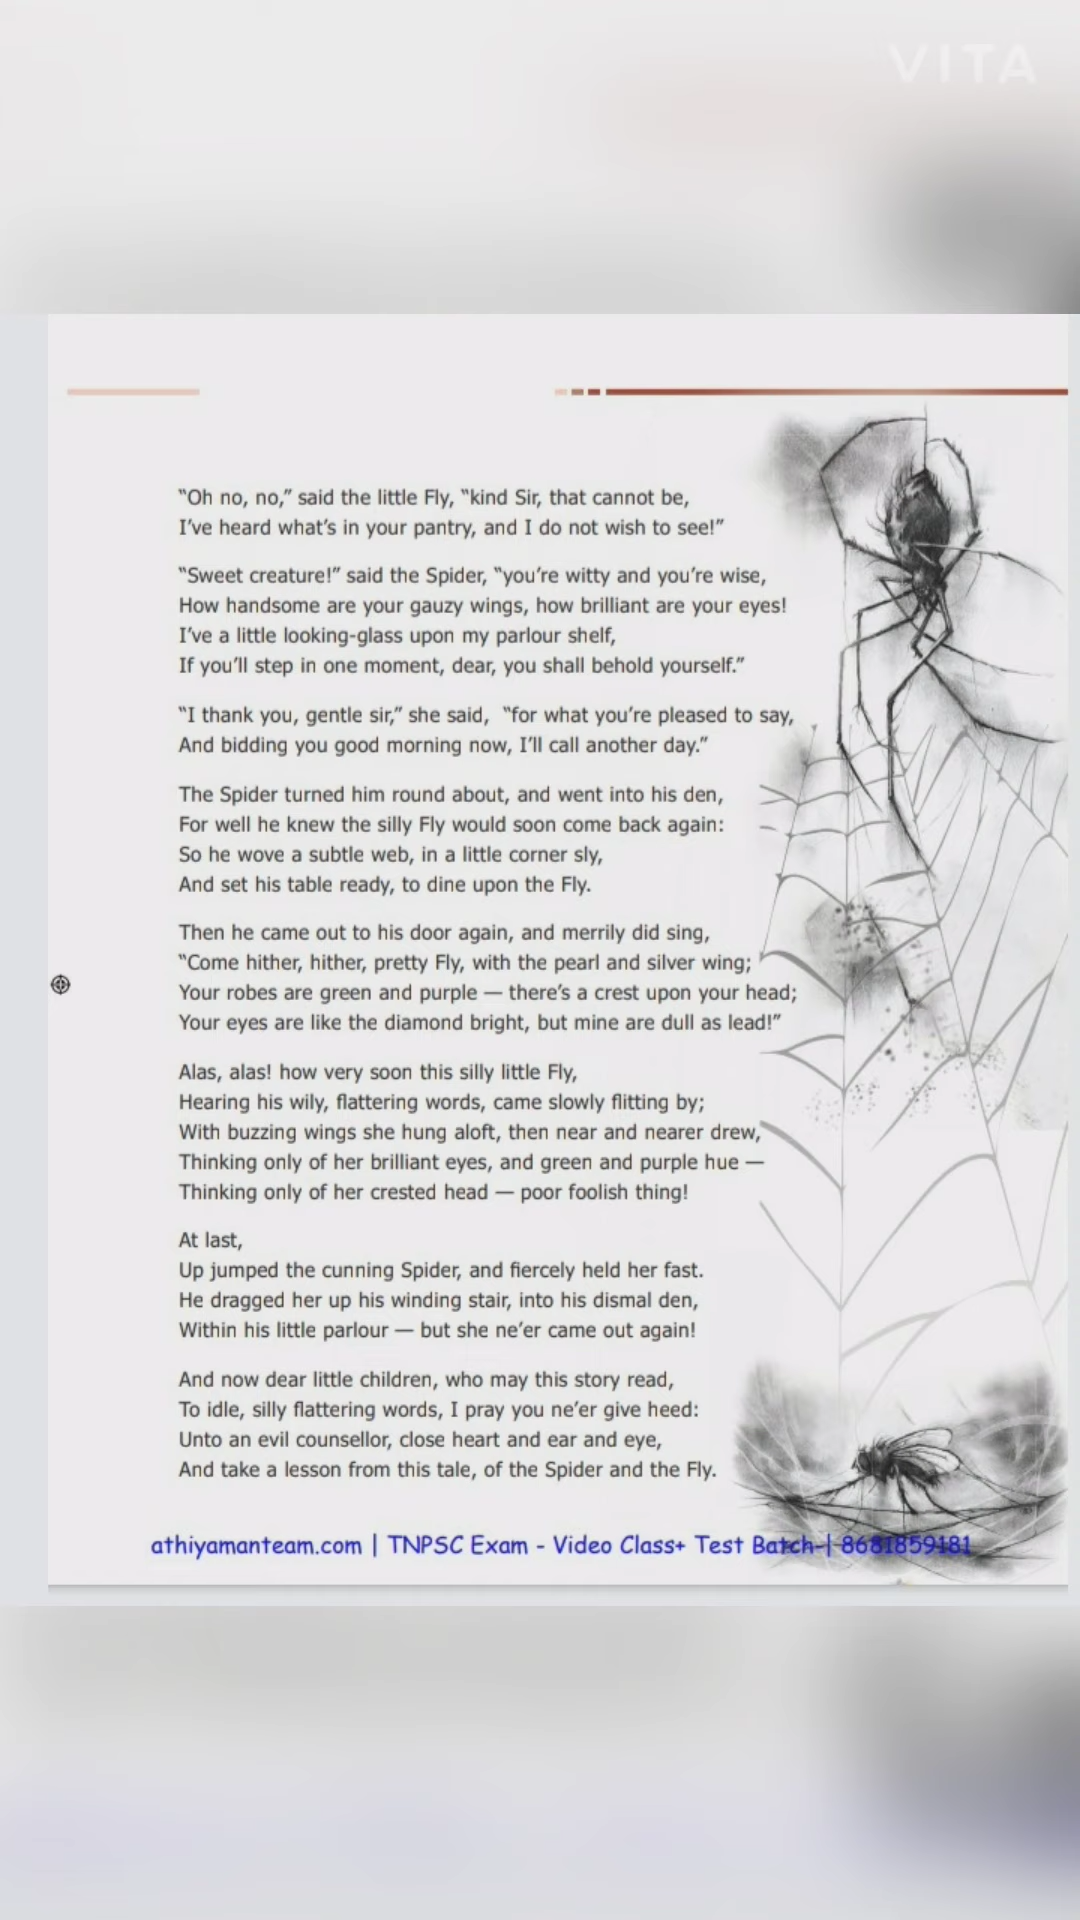 VITA
“Oh no, no,” said the little Fly, “kind Sir, that cannot be,
I’ve heard what’s in your pantry, and I do not wish to see!”
“Sweet creature!” said the Spider, “you’re witty and you’re wise,
How handsome are your gauzy wings, how brilliant are your eyes!
I’ve a little looking-glass upon my parlour shelf,
If you’ll step in one moment, dear, you shall behold yourself.”
“I thank you, gentle sir,” she said, “for what you’re pleased to say,
And bidding you good morning now, I’ll call another day.”
The Spider turned him round about, and went into his den,
For well he knew the silly Fly would soon come back again:
So he wove a subtle web, in a little corner sly,
And set his table ready, to dine upon the Fly.
Then he came out to his door again, and merrily did sing,
“Come hither, hither, pretty Fly, with the pearl and silver wing;
Your robes are green and purple — there’s a crest upon your head;
Your eyes are like the diamond bright, but mine are dull as lead!”
Alas, alas! how very soon this silly little Fly,
Hearing his wily, flattering words, came slowly flitting by;
With buzzing wings she hung aloft, then near and nearer drew,
Thinking only of her brilliant eyes, and green and purple hue —
Thinking only of her crested head — poor foolish thing!
At last,
Up jumped the cunning Spider, and fiercely held her fast.
He dragged her up his winding stair, into his dismal den,
Within his little parlour — but she ne’er came out again!
And now dear little children, who may this story read,
To idle, silly flattering words, I pray you ne’er give heed:
Unto an evil counsellor, close heart and ear and eye,
And take a lesson from this tale, of the Spider and the Fly.
athiyamanteam.com | TNPSC Exam - Video Class+ Test Batch-| 8681859181